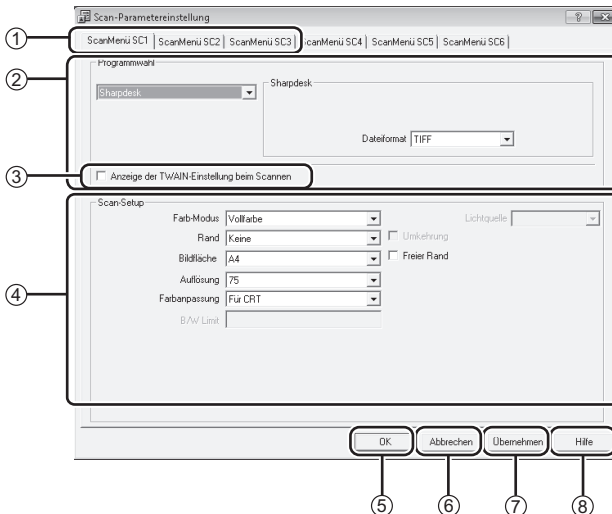 Scan-Parametereinstellung
① ScanMenü SC1 ScanMenü SC2 ScanMenü SC3 ScanMenü SC4 ScanMenü SC5 ScanMenü SC6
② Programmwahl
Sharpdesk Sharpdesk
Dateiformat TIFF
③ Anzeige der TWAIN-Einstellung beim Scannen
Scan-Setup
Farb-Modus Vollfarbe Lichtquelle
Rand Keine Umkehrung
④ Bildfläche A4 Freier Rand
Auflösung 75
Farbanpassung Für CRT
B/W Limit
OK Abbrechen Übernehmen Hilfe
⑤ ⑥ ⑦ ⑧